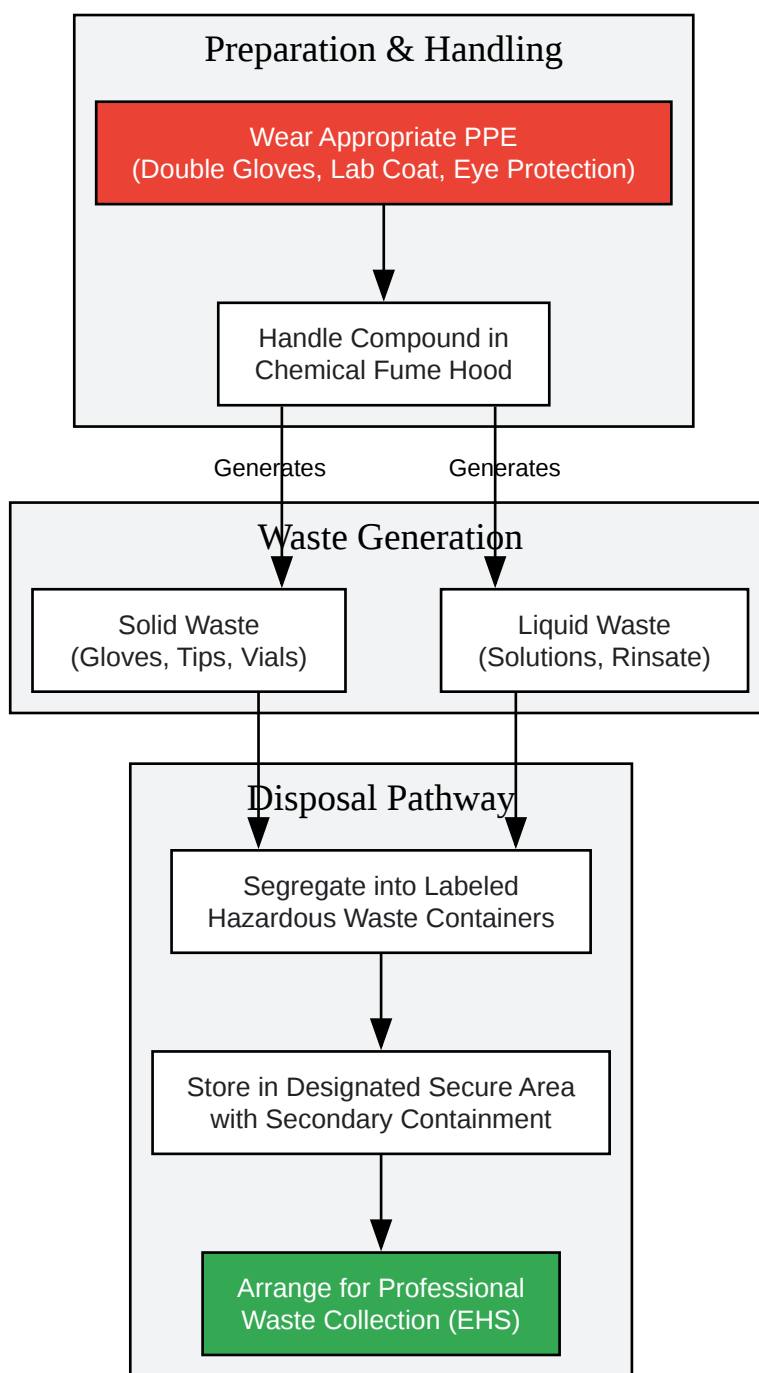 Preparation & Handling
Wear Appropriate PPE
(Double Gloves, Lab Coat, Eye Protection)
Handle Compound in
Chemical Fume Hood
Generates
Generates
Waste Generation
Solid Waste
(Gloves, Tips, Vials)
Liquid Waste
(Solutions, Rinsate)
Disposal Pathway
Segregate into Labeled
Hazardous Waste Containers
Store in Designated Secure Area
with Secondary Containment
Arrange for Professional
Waste Collection (EHS)